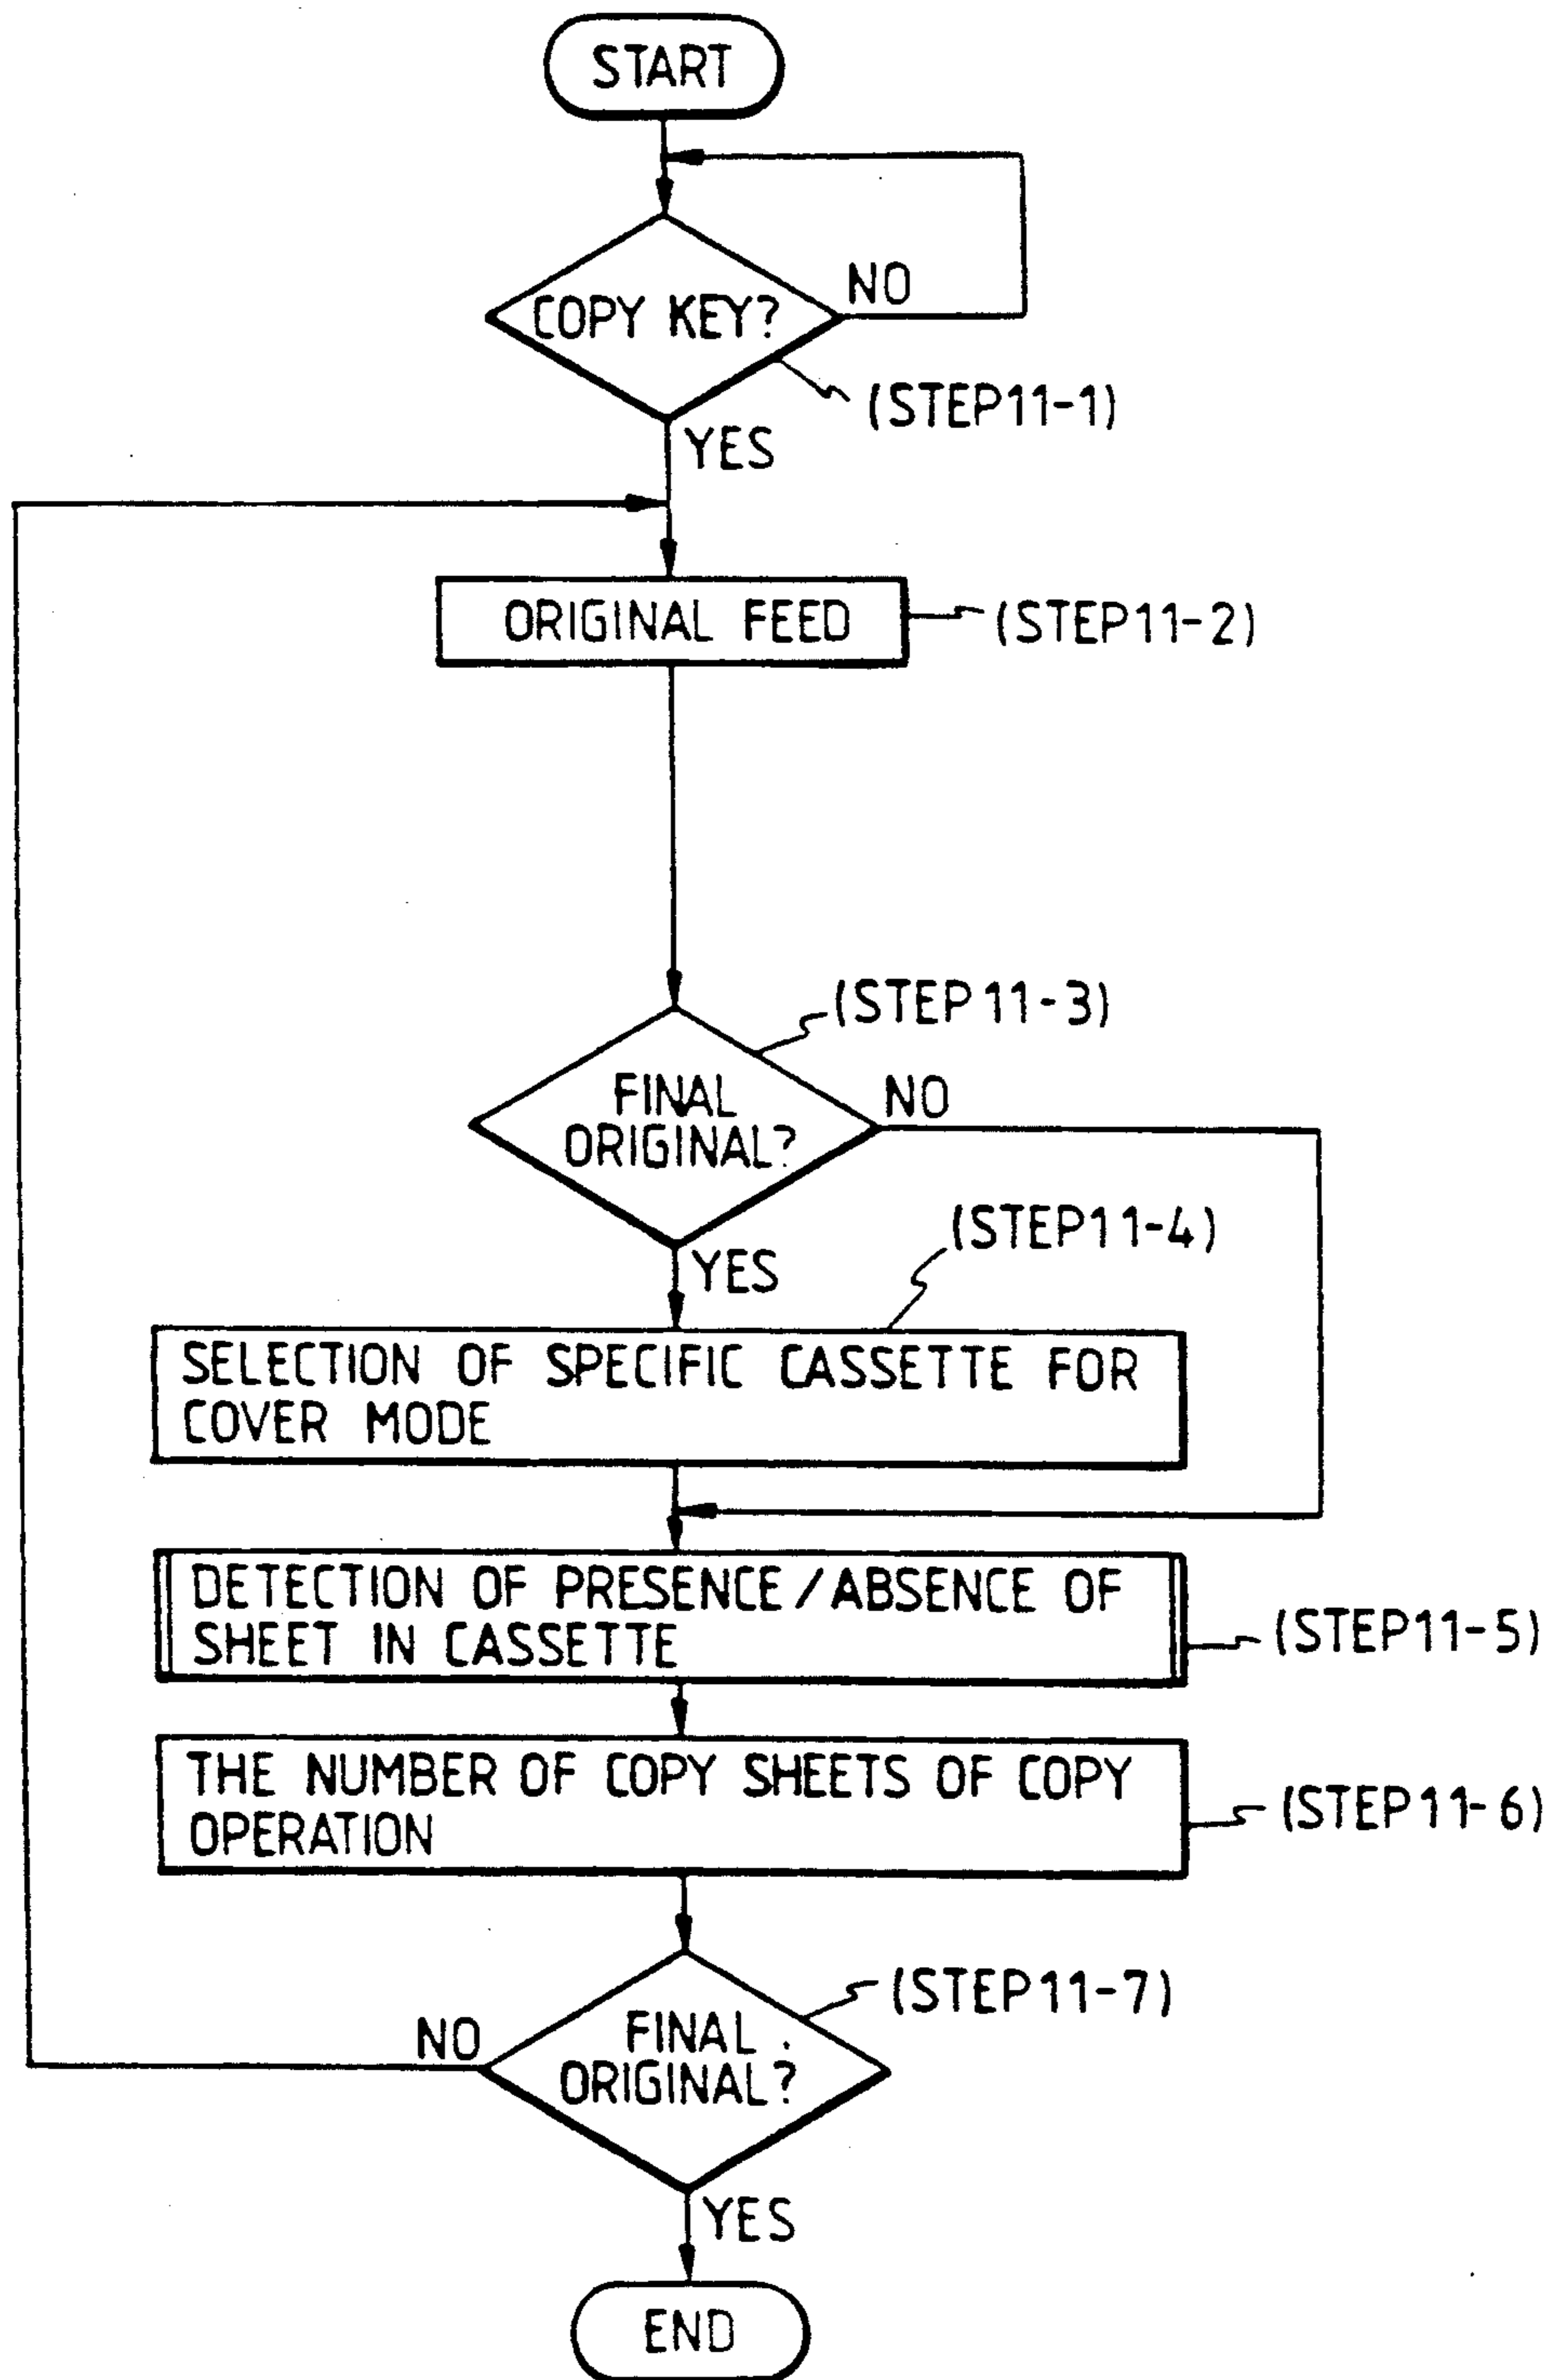 START
COPY KEY?
NO
(STEP11-1)
YES
ORIGINAL FEED
(STEP11-2)
(STEP11-3)
FINAL
ORIGINAL?
NO
(STEP11-4)
YES
SELECTION OF SPECIFIC CASSETTE FOR
COVER MODE
DETECTION OF PRESENCE/ABSENCE OF
SHEET IN CASSETTE
(STEP11-5)
THE NUMBER OF COPY SHEETS OF COPY
OPERATION
(STEP11-6)
(STEP11-7)
NO
FINAL
ORIGINAL?
YES
END